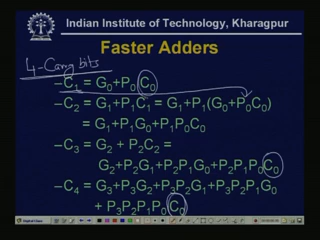 Indian Institute of Technology, Kharagpur
Faster Adders
4-Carry bits
–C₁ = G₀+P₀C₀
–C₂ = G₁+P₁C₁ = G₁+P₁(G₀+P₀C₀)
= G₁+P₁G₀+P₁P₀C₀
–C₃ = G₂ + P₂C₂ =
G₂+P₂G₁+P₂P₁G₀+P₂P₁P₀C₀
–C₄ = G₃+P₃G₂+P₃P₂G₁+P₃P₂P₁G₀
+ P₃P₂P₁P₀C₀